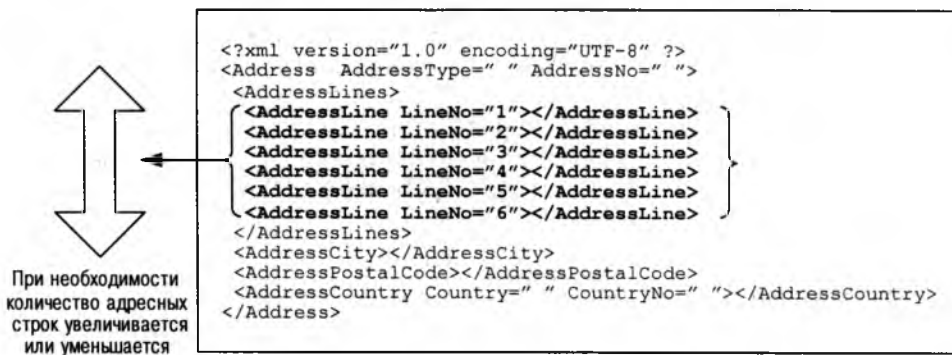 <?xml version="1.0" encoding="UTF-8" ?>
<Address AddressType=" " AddressNo=" ">
<AddressLines>
<AddressLine LineNo="1"></AddressLine>
<AddressLine LineNo="2"></AddressLine>
<AddressLine LineNo="3"></AddressLine>
<AddressLine LineNo="4"></AddressLine>
<AddressLine LineNo="5"></AddressLine>
<AddressLine LineNo="6"></AddressLine>
</AddressLines>
<AddressCity></AddressCity>
<AddressPostalCode></AddressPostalCode>
<AddressCountry Country=" " CountryNo=" "></AddressCountry>
</Address>
При необходимости
количество адресных
строк увеличивается
или уменьшается